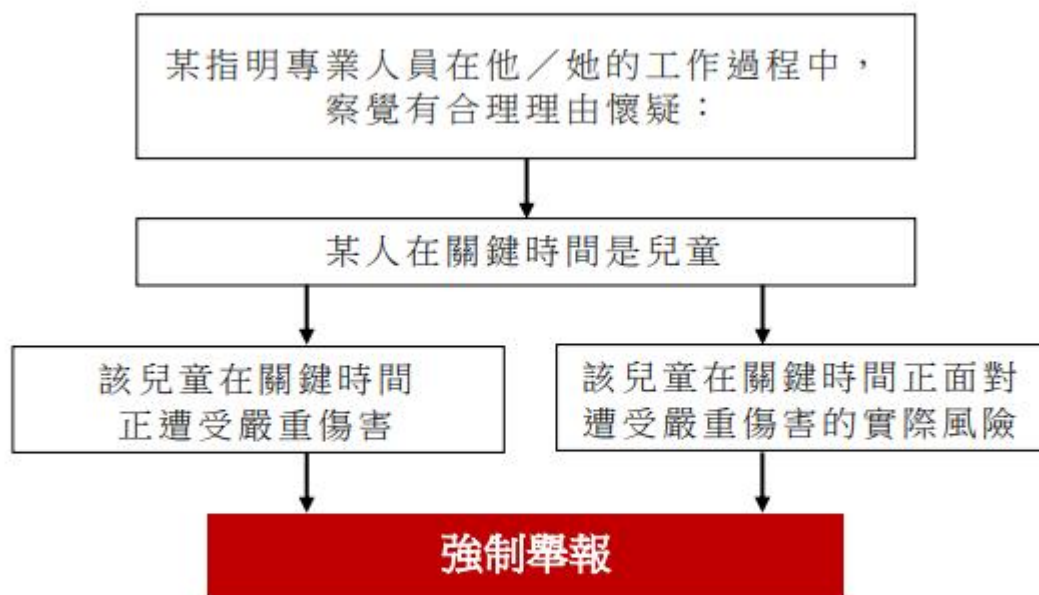 某指明專業人員在他／她的工作過程中，
察覺有合理理由懷疑：
某人在關鍵時間是兒童
該兒童在關鍵時間
正遭受嚴重傷害
該兒童在關鍵時間正面對
遭受嚴重傷害的實際風險
強制舉報